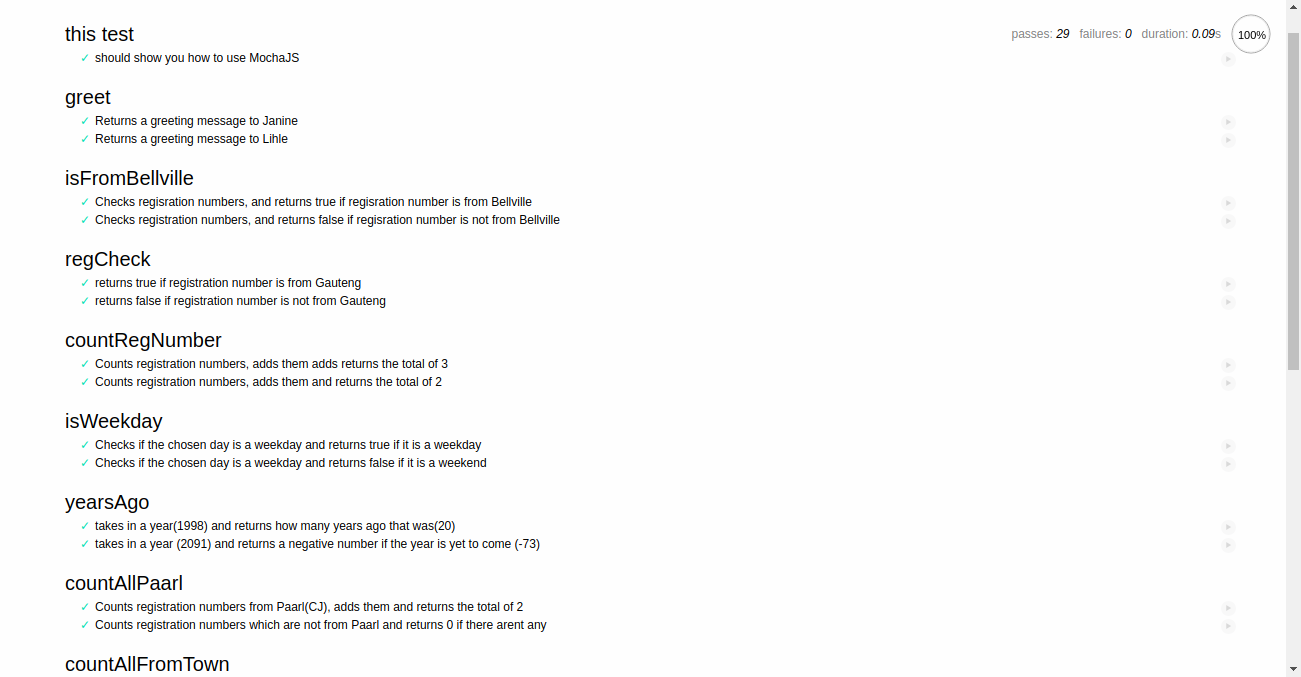 this test
passes: 29 failures: 0 duration: 0.09s 100%
✓ should show you how to use MochaJS
greet
✓ Returns a greeting message to Janine
✓ Returns a greeting message to Lihle
isFromBellville
✓ Checks regisration numbers, and returns true if regisration number is from Bellville
✓ Checks registration numbers, and returns false if regisration number is not from Bellville
regCheck
✓ returns true if registration number is from Gauteng
✓ returns false if registration number is not from Gauteng
countRegNumber
✓ Counts registration numbers, adds them adds returns the total of 3
✓ Counts registration numbers, adds them and returns the total of 2
isWeekday
✓ Checks if the chosen day is a weekday and returns true if it is a weekday
✓ Checks if the chosen day is a weekday and returns false if it is a weekend
yearsAgo
✓ takes in a year(1998) and returns how many years ago that was(20)
✓ takes in a year (2091) and returns a negative number if the year is yet to come (-73)
countAllPaarl
✓ Counts registration numbers from Paarl(CJ), adds them and returns the total of 2
✓ Counts registration numbers which are not from Paarl and returns 0 if there arent any
countAllFromTown